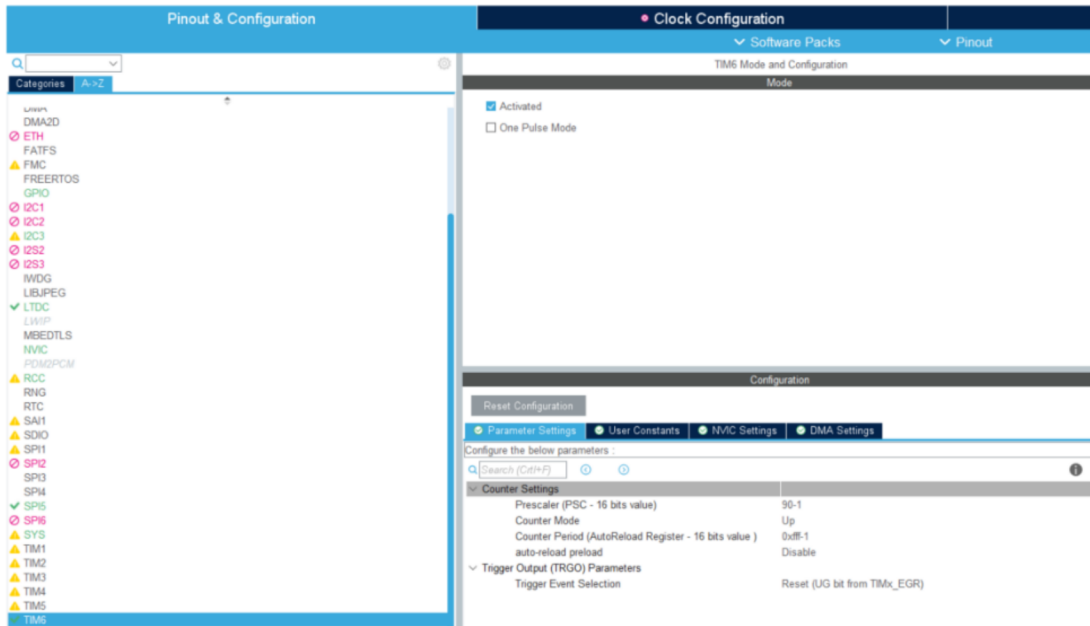 Pinout & Configuration
Clock Configuration
Software Packs
Pinout
Categories
A->Z
DMA
DMA2D
ETH
FATFS
FMC
FREERTOS
GPIO
I2C1
I2C2
I2C3
I2S2
I2S3
IWDG
LIBJPEG
LTDC
LWIP
MBEDTLS
NVIC
PDM2PCM
RCC
RNG
RTC
SAI1
SDIO
SPI1
SPI2
SPI3
SPI4
SPI5
SPI6
SYS
TIM1
TIM2
TIM3
TIM4
TIM5
TIM6
TIM6 Mode and Configuration
Mode
Activated
One Pulse Mode
Configuration
Reset Configuration
Parameter Settings
User Constants
NVIC Settings
DMA Settings
Configure the below parameters :
Search (Crtl+F)
Counter Settings
Prescaler (PSC - 16 bits value) 90-1
Counter Mode Up
Counter Period (AutoReload Register - 16 bits value ) 0xfff-1
auto-reload preload Disable
Trigger Output (TRGO) Parameters
Trigger Event Selection Reset (UG bit from TIMx_EGR)